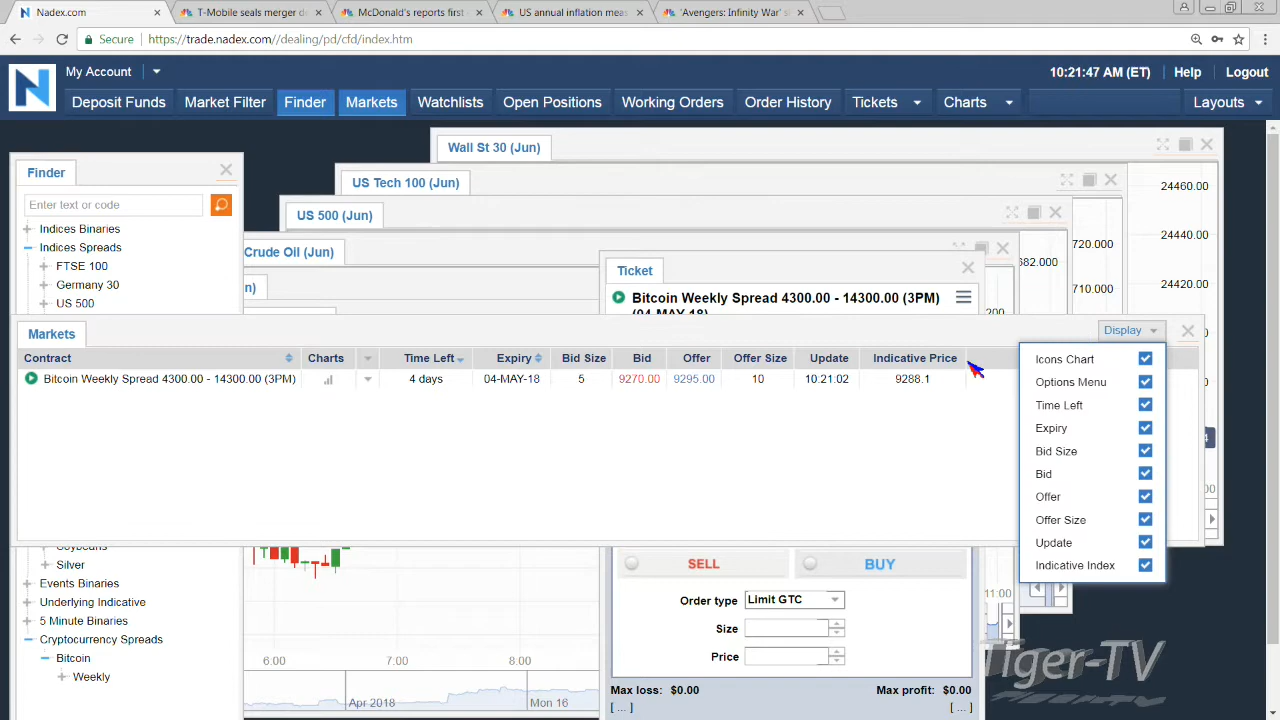 Nadex.com
T-Mobile seals merger d
McDonald's reports first
US annual inflation mea
'Avengers: Infinity War' s
Secure
https://trade.nadex.com//dealing/pd/cfd/index.htm
N
My Account
10:21:47 AM (ET)
Help
Logout
Deposit Funds
Market Filter
Finder
Markets
Watchlists
Open Positions
Working Orders
Order History
Tickets
Charts
Layouts
Wall St 30 (Jun)
US Tech 100 (Jun)
US 500 (Jun)
Crude Oil (Jun)
n)
24460.00
24440.00
24420.00
720.000
710.000
682.000
200
Finder
Enter text or code
Indices Binaries
Indices Spreads
FTSE 100
Germany 30
US 500
Ticket
Bitcoin Weekly Spread 4300.00 - 14300.00 (3PM)
(04-MAY-18)
Markets
Display
Contract Charts Time Left Expiry Bid Size Bid Offer Offer Size Update Indicative Price
Bitcoin Weekly Spread 4300.00 - 14300.00 (3PM) 4 days 04-MAY-18 5 9270.00 9295.00 10 10.21.02 9288.1
Icons Chart
Options Menu
Time Left
Expiry
Bid Size
Bid
Offer
Offer Size
Update
Indicative Index
Soybeans
Silver
Events Binaries
Underlying Indicative
5 Minute Binaries
Cryptocurrency Spreads
Bitcoin
Weekly
6:00
7:00
8:00
Apr 2018
Mon 16
SELL
BUY
Order type
Limit GTC
Size
Price
Max loss: $0.00
Max profit: $0.00
[ ... ]
[ ... ]
11:00
Tiger-TV